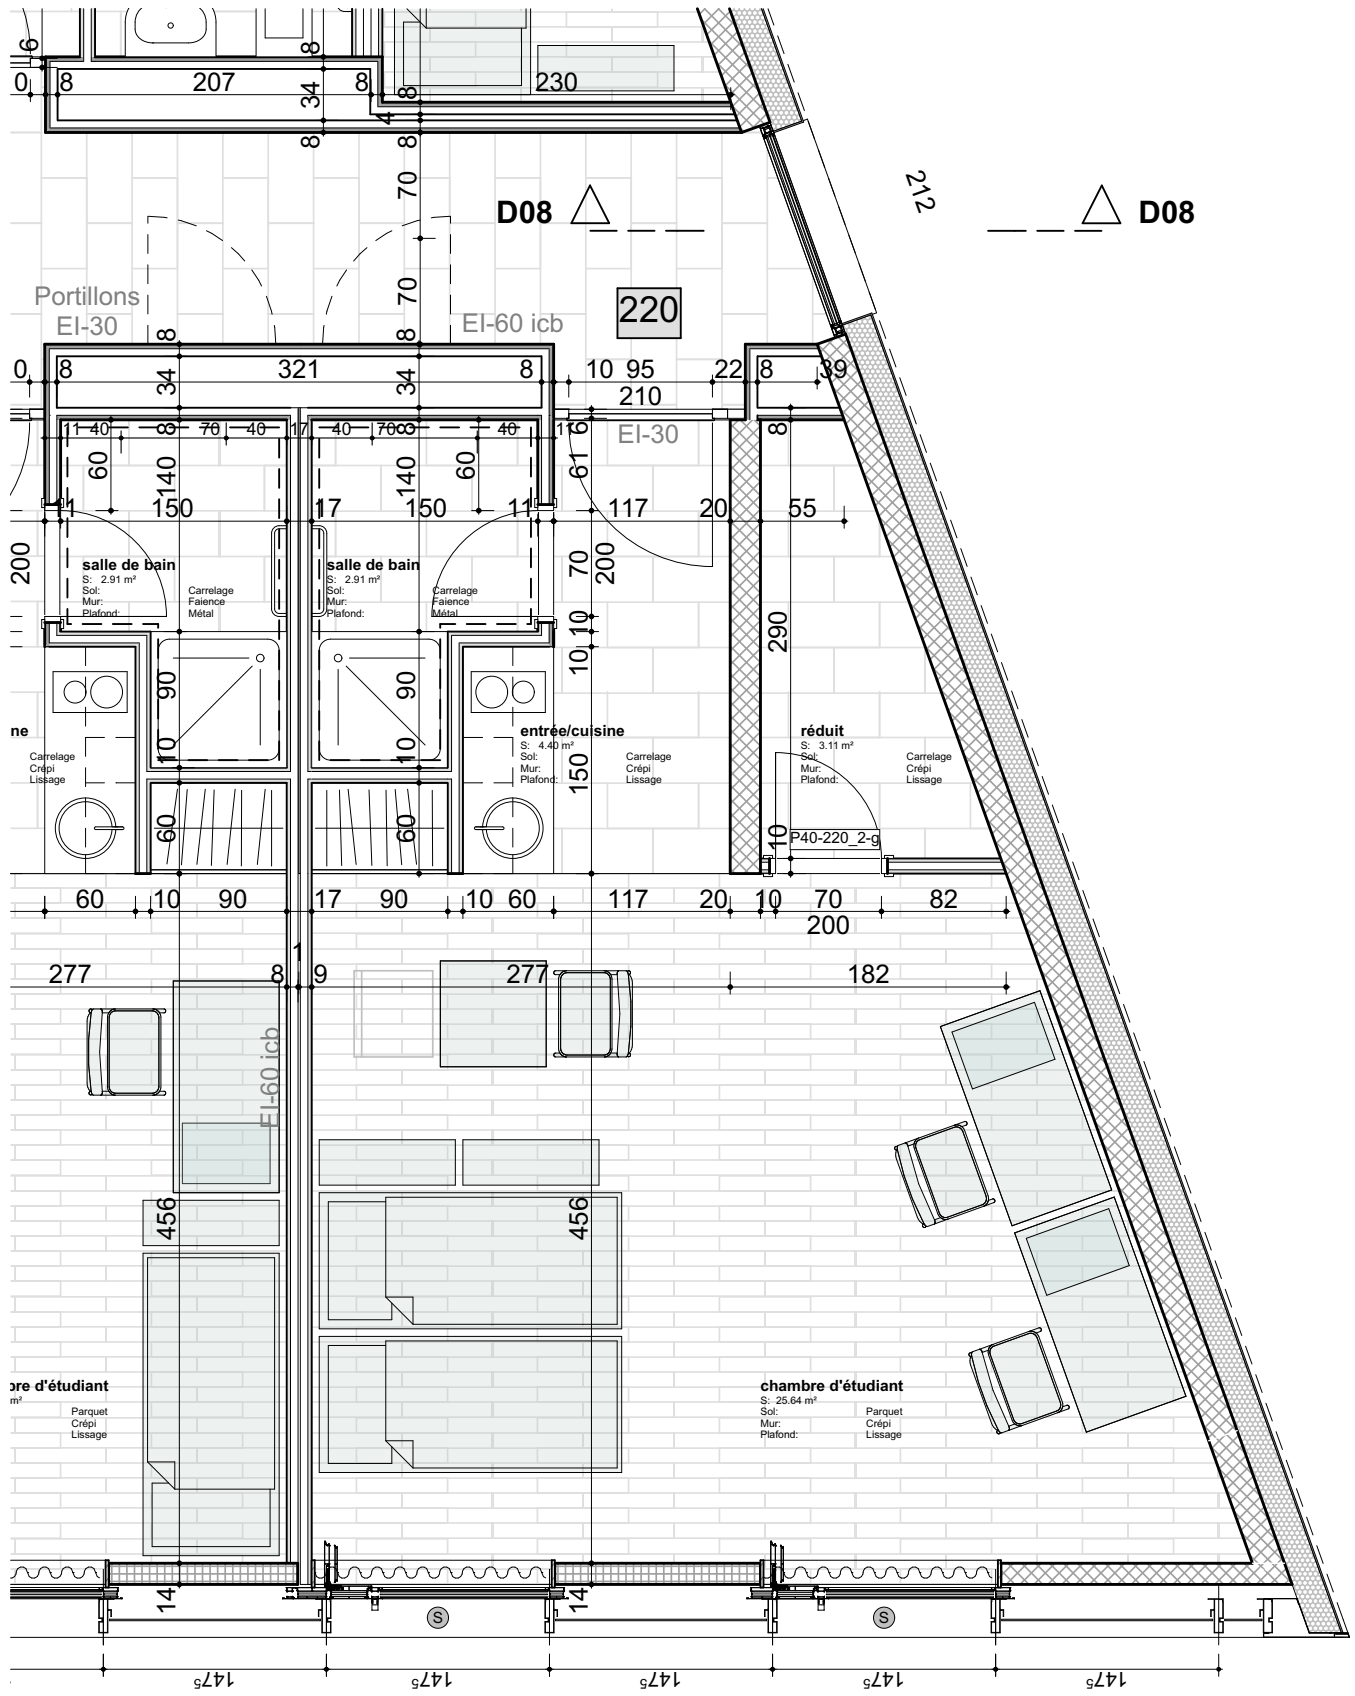 6
8
0 8 207 8 230
34
8
4
8
8
70
212
D08
D08
70
Portillons
EI-30
EI-60 icb
220
8
8
0 8 321 8 10 95 22 8 39
34
34
210
EI-30
11 40 70 40 17 40 70 40 11
8
8
6
8
60
140
140
60
61
11 150 17 150 11 117 20 55
200
70
200
salle de bain
S: 2.91 m²
Sol: Carrelage
Mur: Faïence
Plafond: Métal
salle de bain
S: 2.91 m²
Sol: Carrelage
Mur: Faïence
Plafond: Métal
10
10
290
90
90
ne
Carrelage
Crépi
Lissage
entrée/cuisine
S: 4.40 m²
Sol: Carrelage
Mur: Crépi
Plafond: Lissage
réduit
S: 3.11 m²
Sol: Carrelage
Mur: Crépi
Plafond: Lissage
10
10
150
60
60
10
P40-220_2-g
60 10 90 17 90 10 60 117 20 10 70 82
200
1
277 8 9 277 182
EI-60 icb
456
456
bre d'étudiant
m²
Parquet
Crépi
Lissage
chambre d'étudiant
S: 25.64 m²
Sol: Parquet
Mur: Crépi
Plafond: Lissage
14
14
S
S
147⁵ 147⁵ 147⁵ 147⁵ 147⁵